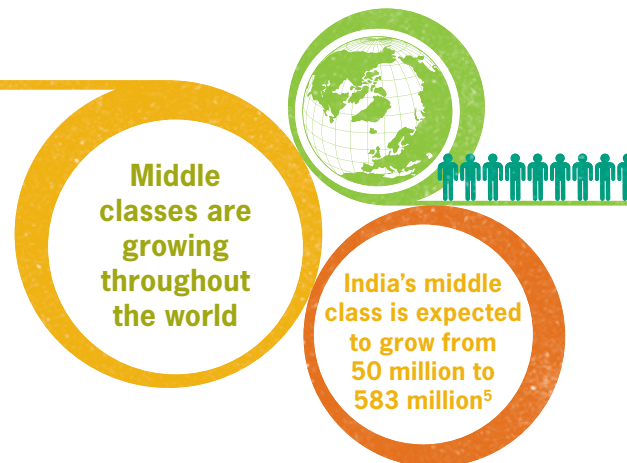 Middle
classes are
growing
throughout
the world
India's middle
class is expected
to grow from
50 million to
583 million⁵